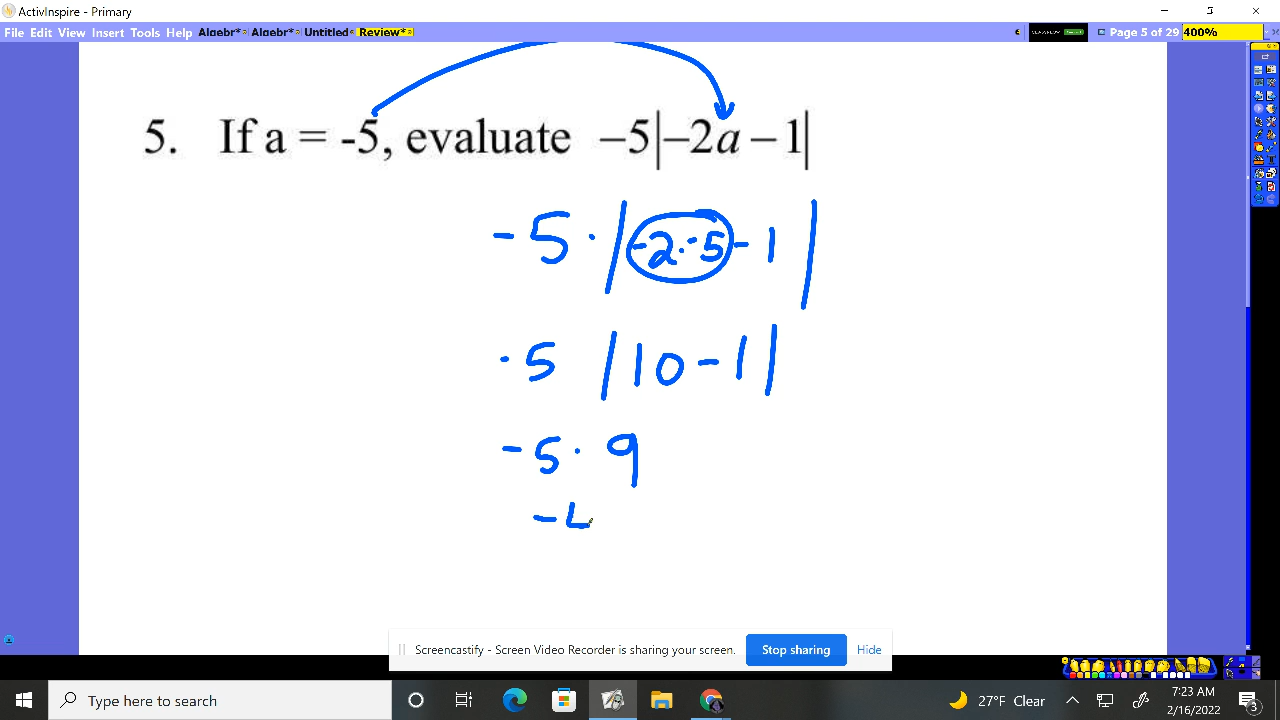 ActivInspire - Primary
File Edit View Insert Tools Help Algebr* Algebr* Untitled Review* Page 5 of 29 400%
5. If a = -5, evaluate −5|−2a − 1|
-5 · |-2 · -5 - 1|
-5 |10 - 1|
-5 · 9
-4
Screencastify - Screen Video Recorder is sharing your screen. Stop sharing Hide
Type here to search
27°F Clear
7:23 AM
2/16/2022
3